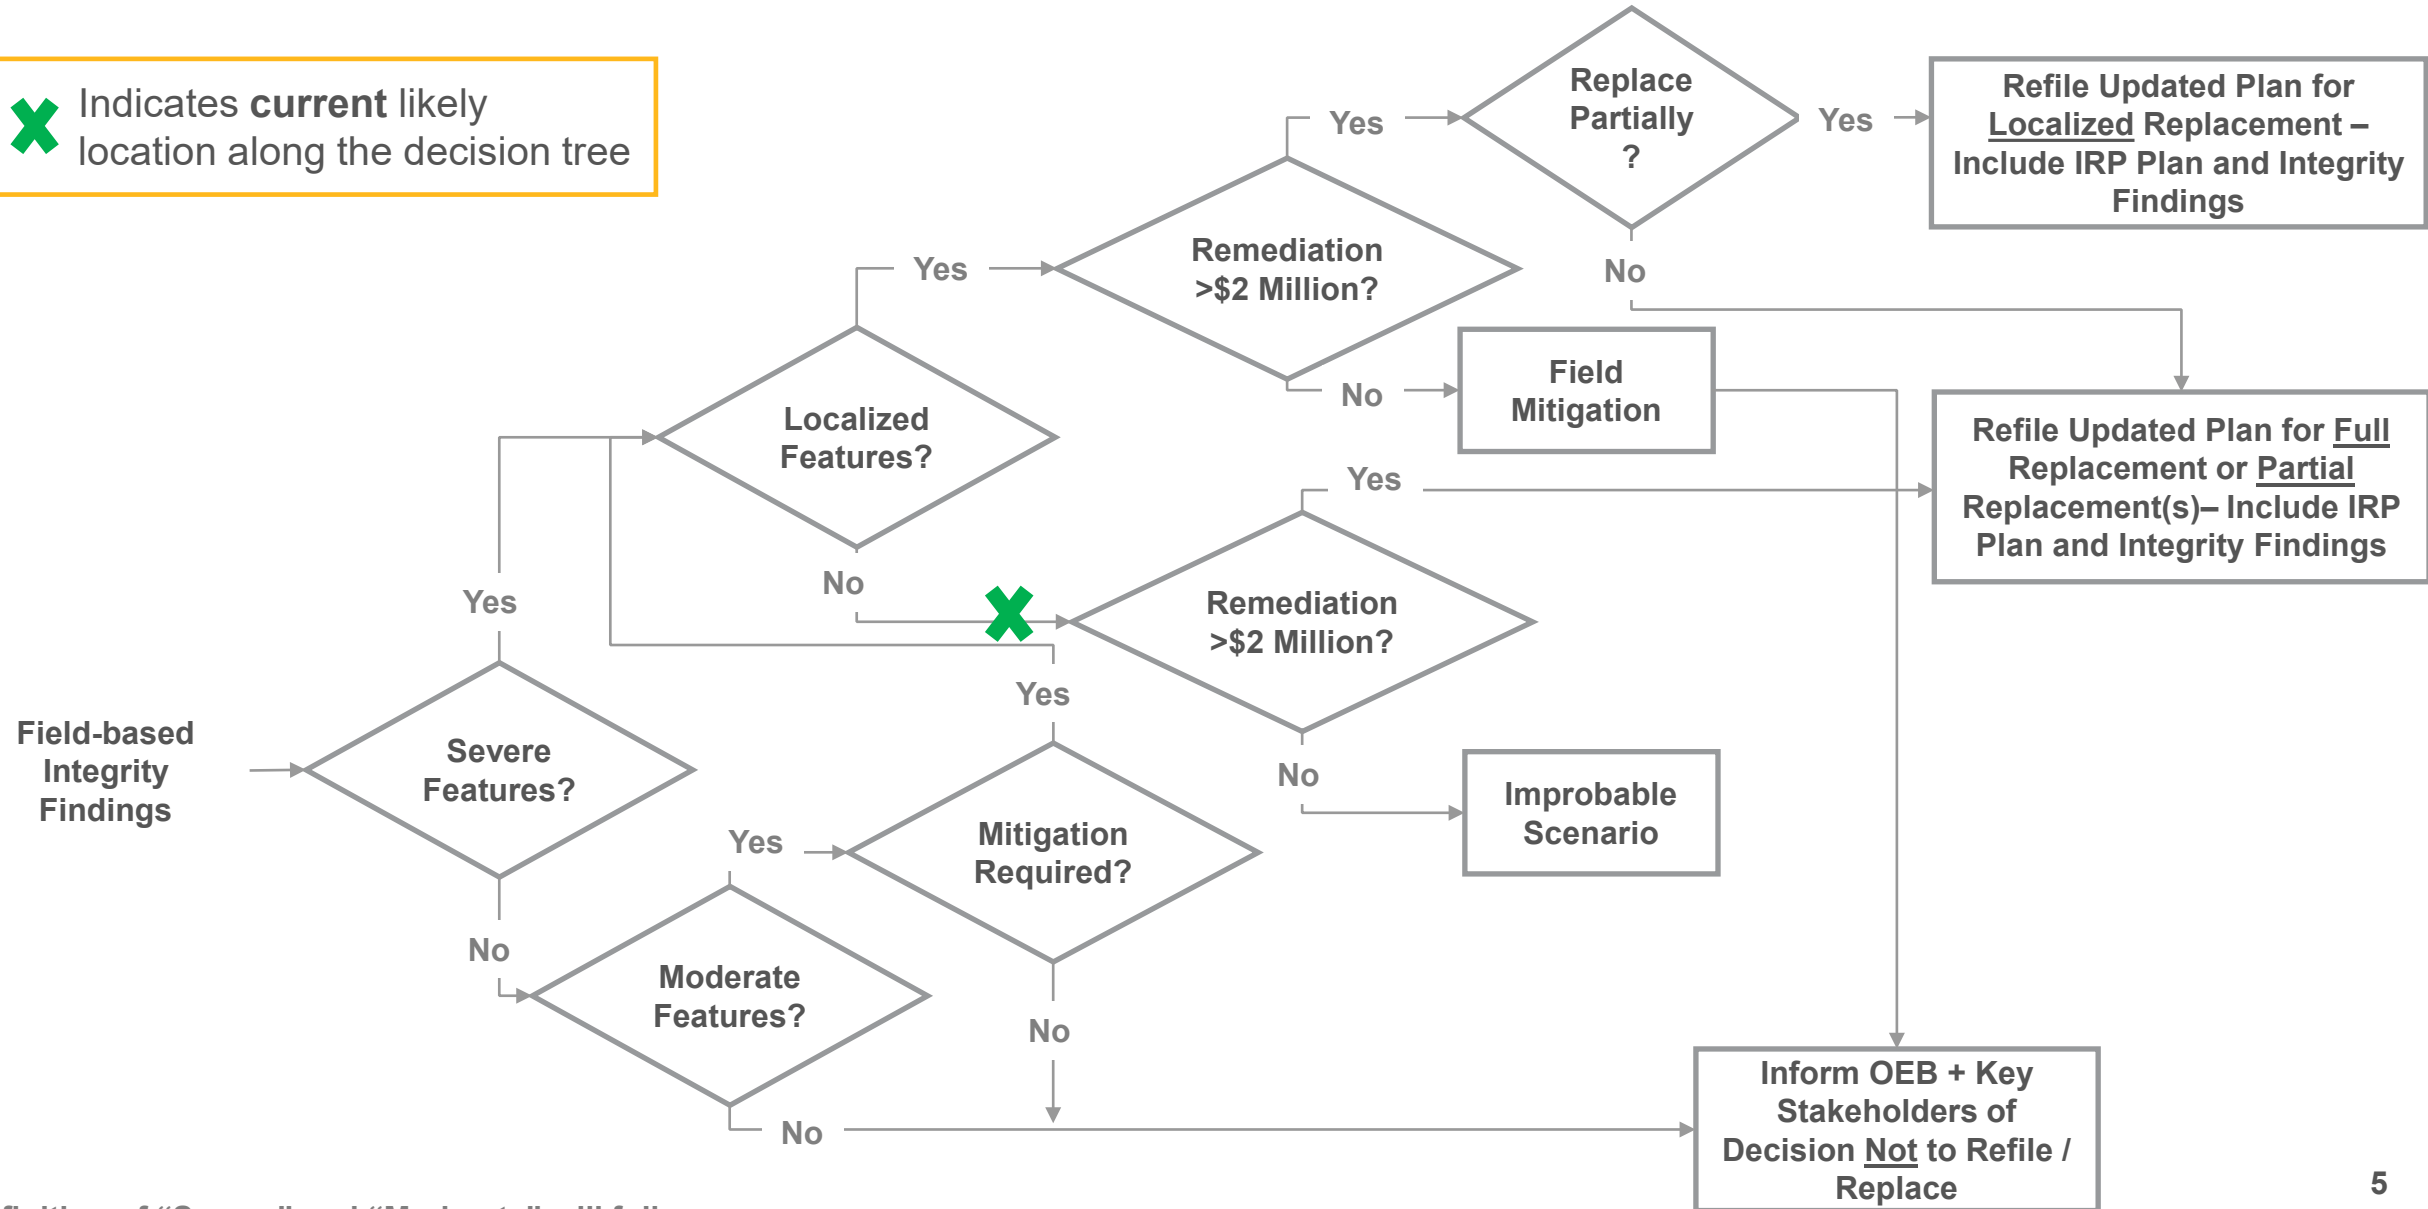 Indicates current likely
location along the decision tree
Replace
Partially
?
Yes
Yes
Refile Updated Plan for
Localized Replacement –
Include IRP Plan and Integrity
Findings
Remediation
>$2 Million?
Yes
No
No
Field
Mitigation
Localized
Features?
Yes
Refile Updated Plan for Full
Replacement or Partial
Replacement(s)– Include IRP
Plan and Integrity Findings
No
Remediation
>$2 Million?
Yes
Yes
No
Improbable
Scenario
Field-based
Integrity
Findings
Severe
Features?
Yes
Mitigation
Required?
No
Moderate
Features?
No
No
Inform OEB + Key
Stakeholders of
Decision Not to Refile /
Replace
5